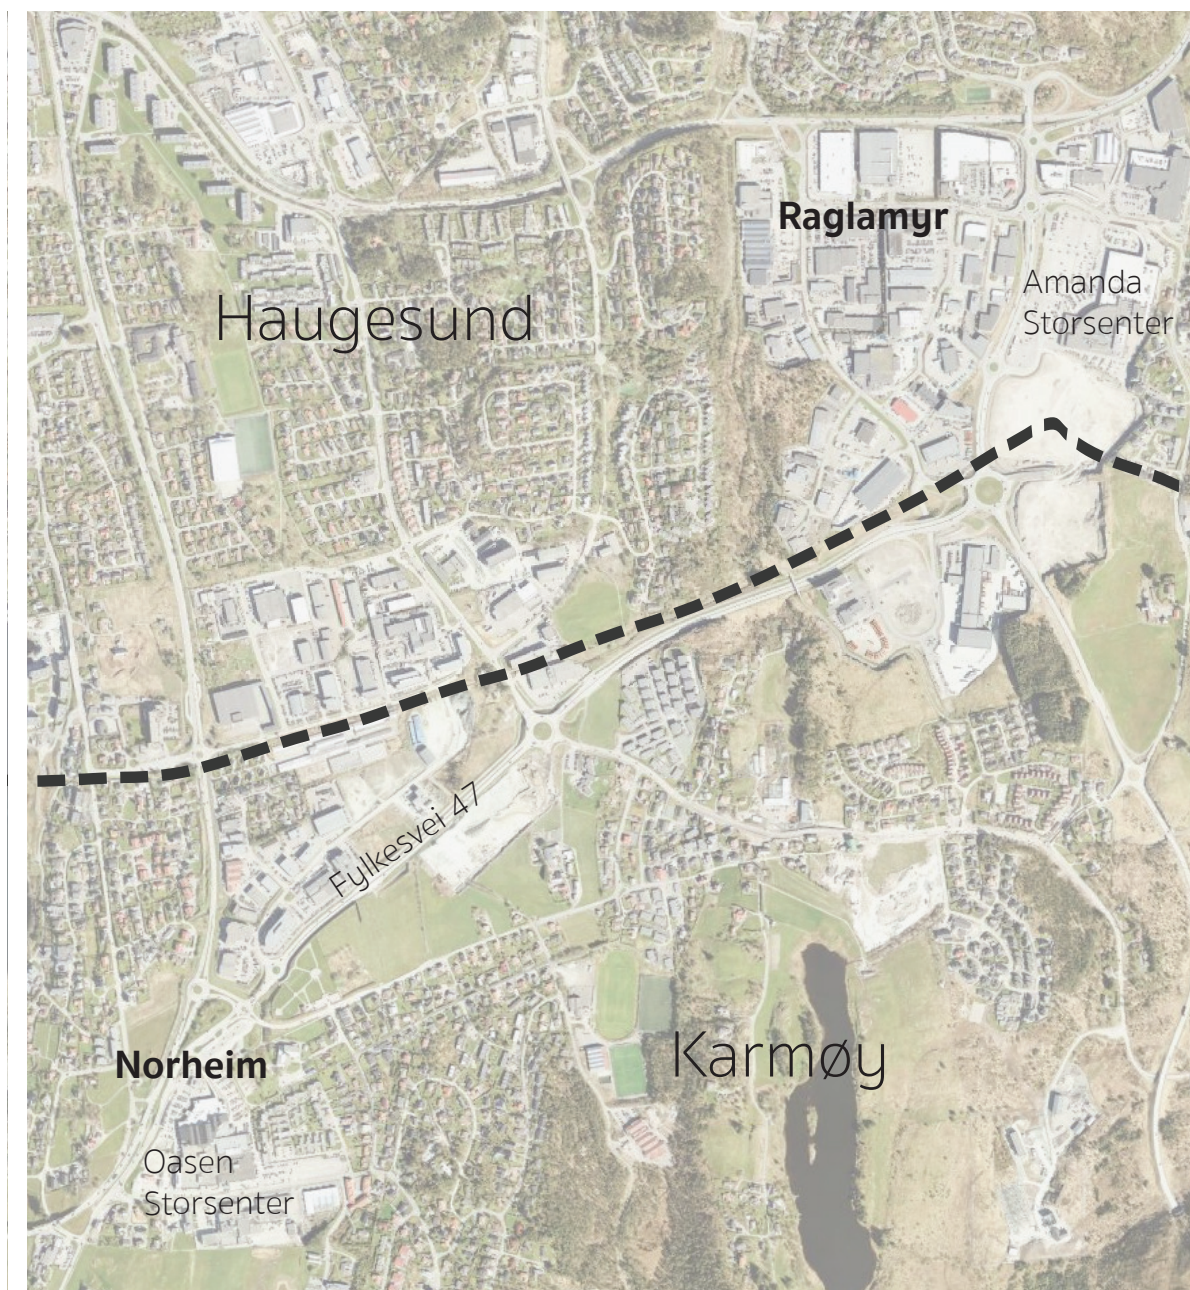 Raglamyr
Amanda
Storsenter
Haugesund
Fylkesvei 47
Karmøy
Norheim
Oasen
Storsenter